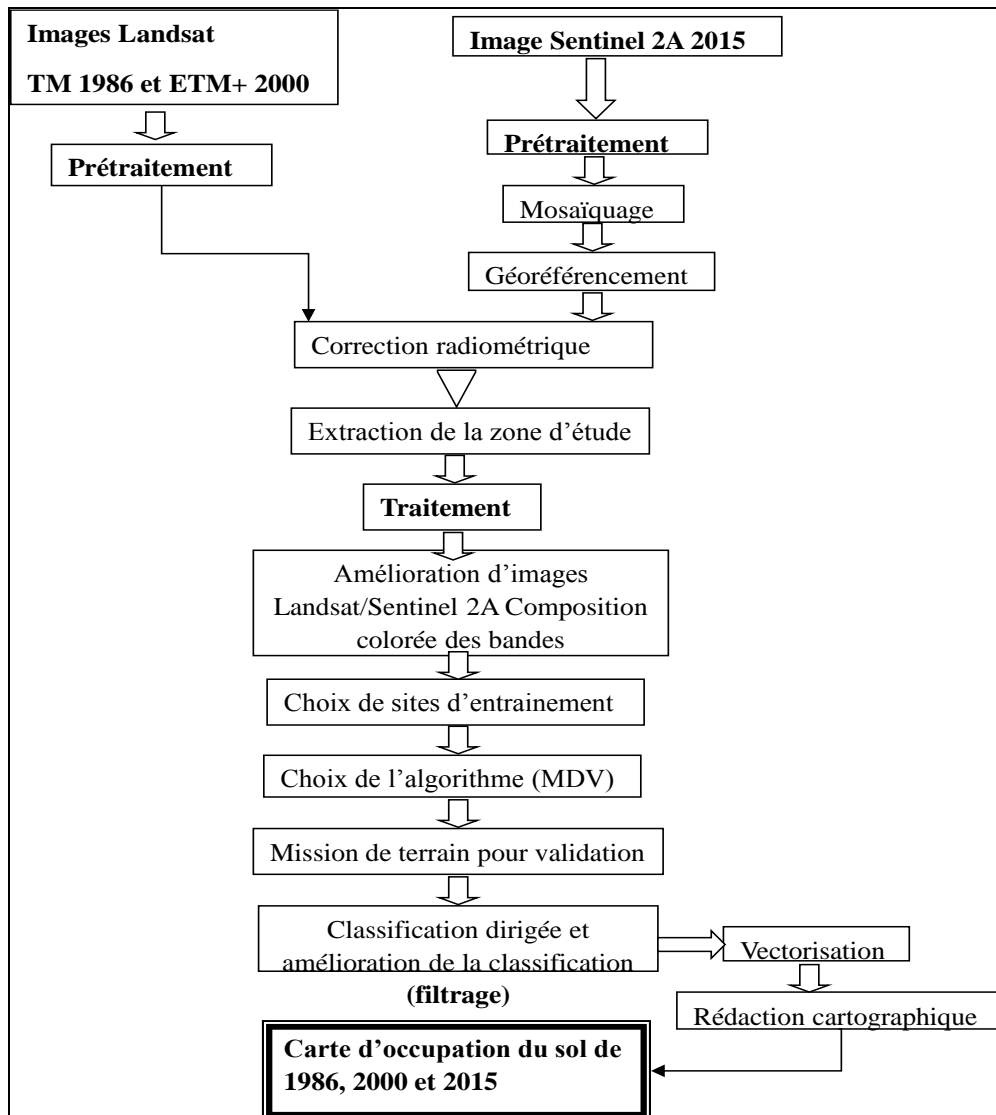 Images Landsat
TM 1986 et ETM+ 2000
Image Sentinel 2A 2015
Prétraitement
Prétraitement
Mosaïquage
Géoréférencement
Correction radiométrique
Extraction de la zone d’étude
Traitement
Amélioration d’images
Landsat/Sentinel 2A Composition
colorée des bandes
Choix de sites d’entrainement
Choix de l’algorithme (MDV)
Mission de terrain pour validation
Classification dirigée et
amélioration de la classification
(filtrage)
Vectorisation
Rédaction cartographique
Carte d’occupation du sol de
1986, 2000 et 2015